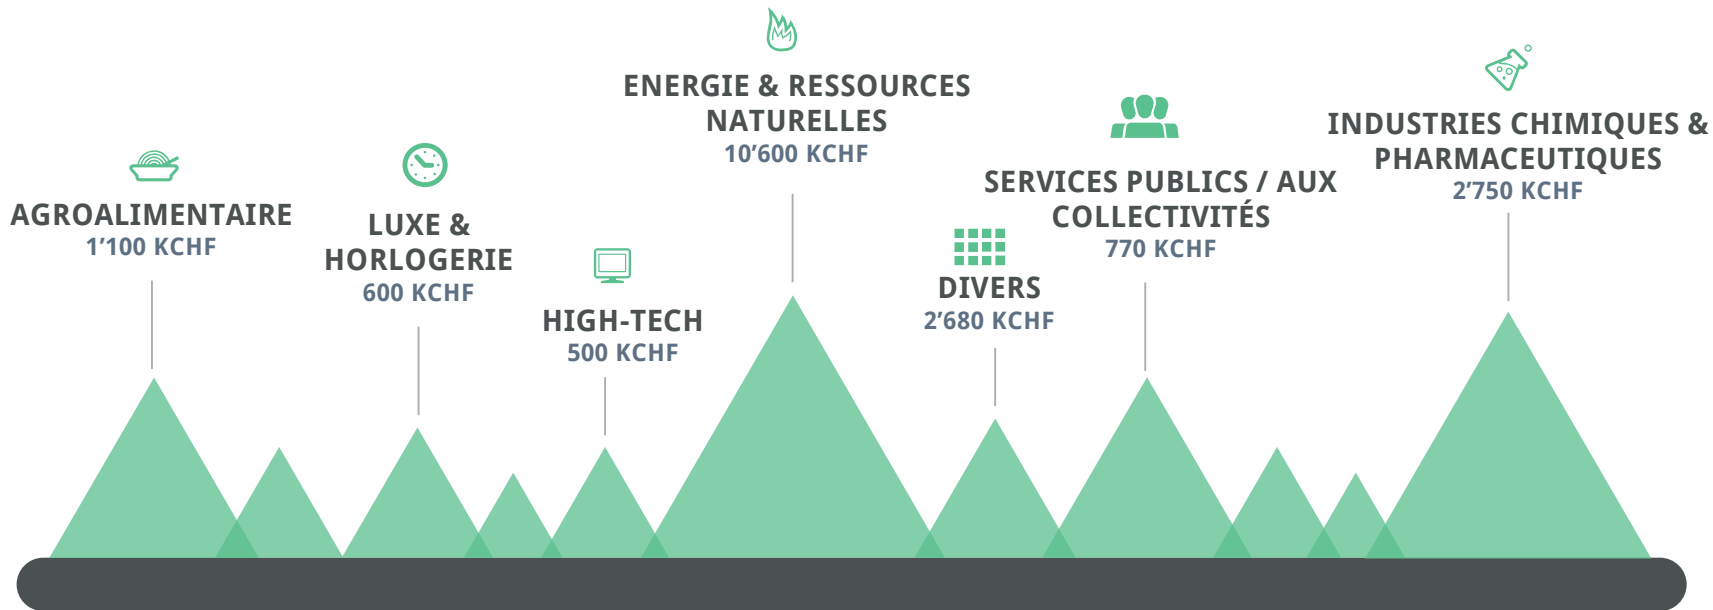 AGROALIMENTAIRE
1’100 KCHF
LUXE &
HORLOGERIE
600 KCHF
HIGH-TECH
500 KCHF
ENERGIE & RESSOURCES
NATURELLES
10’600 KCHF
DIVERS
2’680 KCHF
SERVICES PUBLICS / AUX
COLLECTIVITÉS
770 KCHF
INDUSTRIES CHIMIQUES &
PHARMACEUTIQUES
2’750 KCHF